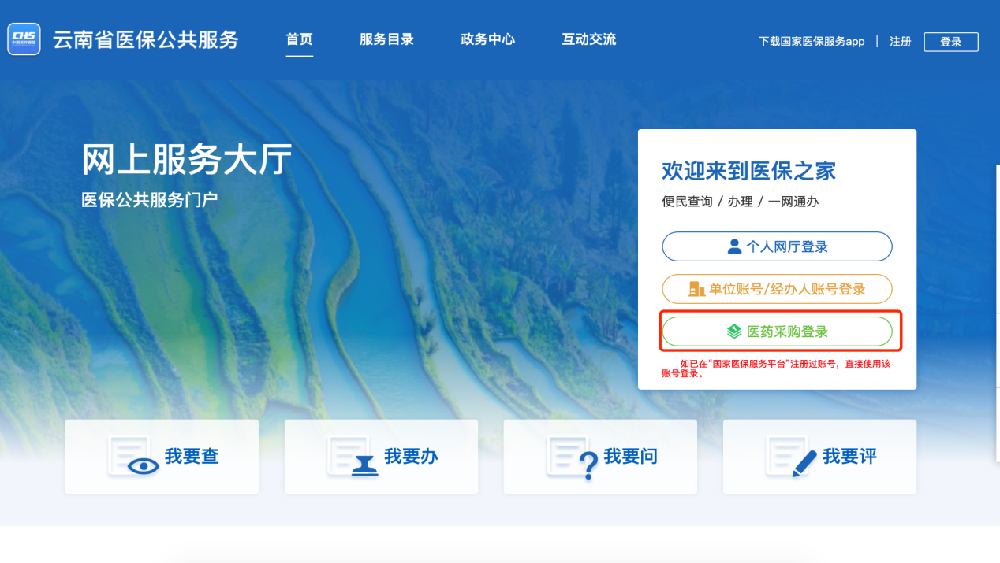 CHS
云南省医保公共服务
首页
服务目录
政务中心
互动交流
下载国家医保服务app | 注册
登录
网上服务大厅
医保公共服务门户
欢迎来到医保之家
便民查询 / 办理 / 一网通办
个人网厅登录
单位账号/经办人账号登录
医药采购登录
如已在“国家医保服务平台”注册过账号，直接使用该
账号登录。
我要查
我要办
我要问
我要评